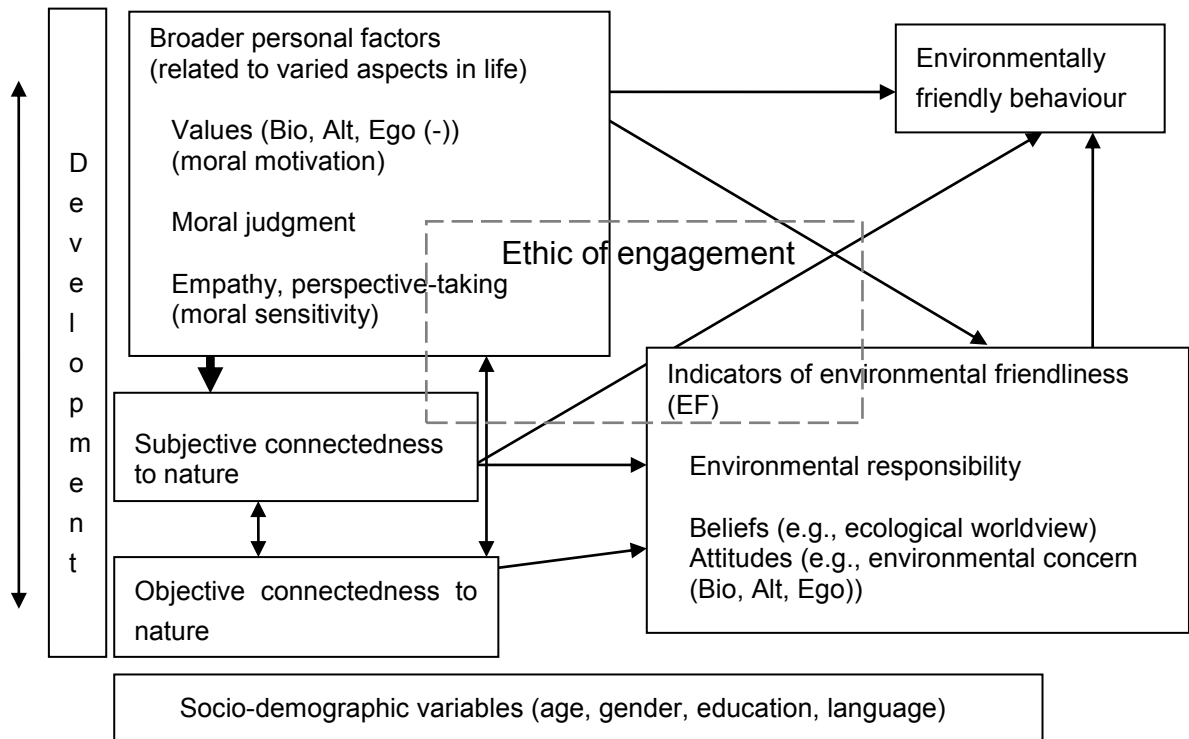 Development
Broader personal factors
(related to varied aspects in life)
Values (Bio, Alt, Ego (-))
(moral motivation)
Moral judgment
Empathy, perspective-taking
(moral sensitivity)
Ethic of engagement
Environmentally
friendly behaviour
Subjective connectedness
to nature
Objective connectedness to
nature
Indicators of environmental friendliness
(EF)
Environmental responsibility
Beliefs (e.g., ecological worldview)
Attitudes (e.g., environmental concern
(Bio, Alt, Ego))
Socio-demographic variables (age, gender, education, language)